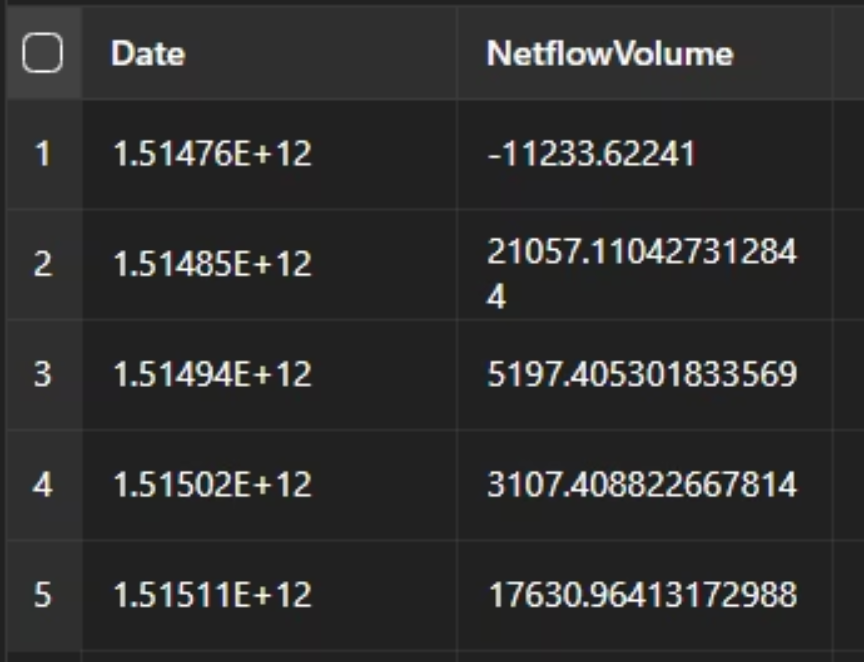 Date NetflowVolume
1 1.51476E+12 -11233.62241
2 1.51485E+12 21057.11042731284
4
3 1.51494E+12 5197.405301833569
4 1.51502E+12 3107.408822667814
5 1.51511E+12 17630.96413172988